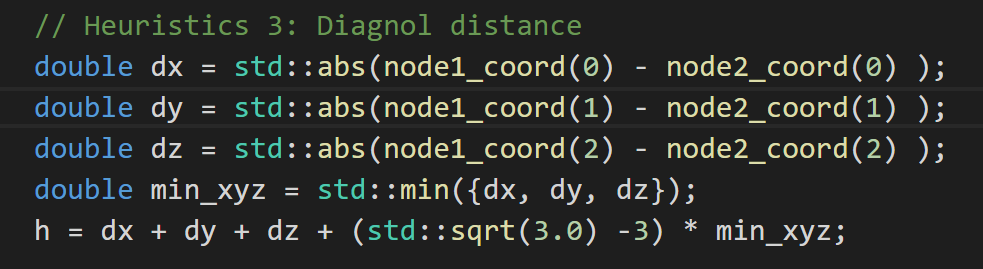 // Heuristics 3: Diagnol distance
double dx = std::abs(node1_coord(0) - node2_coord(0) );
double dy = std::abs(node1_coord(1) - node2_coord(1) );
double dz = std::abs(node1_coord(2) - node2_coord(2) );
double min_xyz = std::min({dx, dy, dz});
h = dx + dy + dz + (std::sqrt(3.0) -3) * min_xyz;